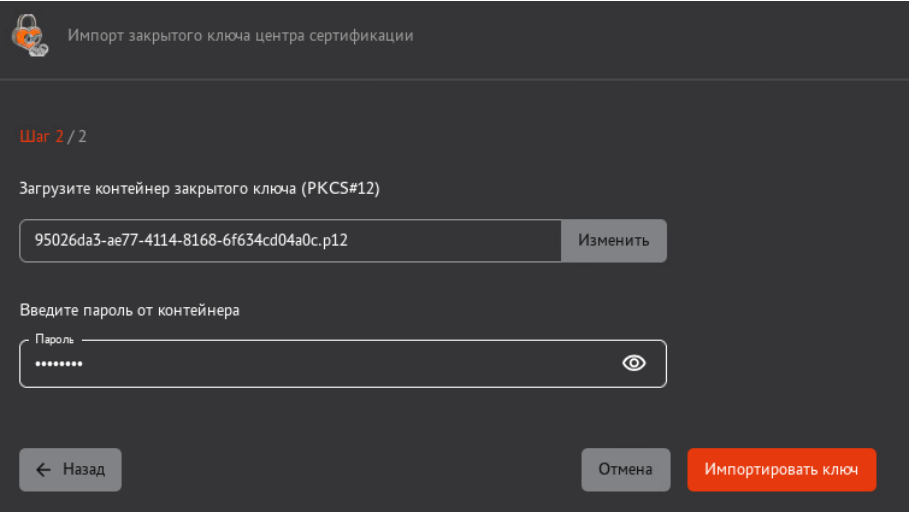 Импорт закрытого ключа центра сертификации
Шаг 2 / 2
Загрузите контейнер закрытого ключа (PKCS#12)
95026da3-ae77-4114-8168-6f634cd04a0c.p12 Изменить
Введите пароль от контейнера
Пароль
••••••••
Назад Отмена Импортировать ключ